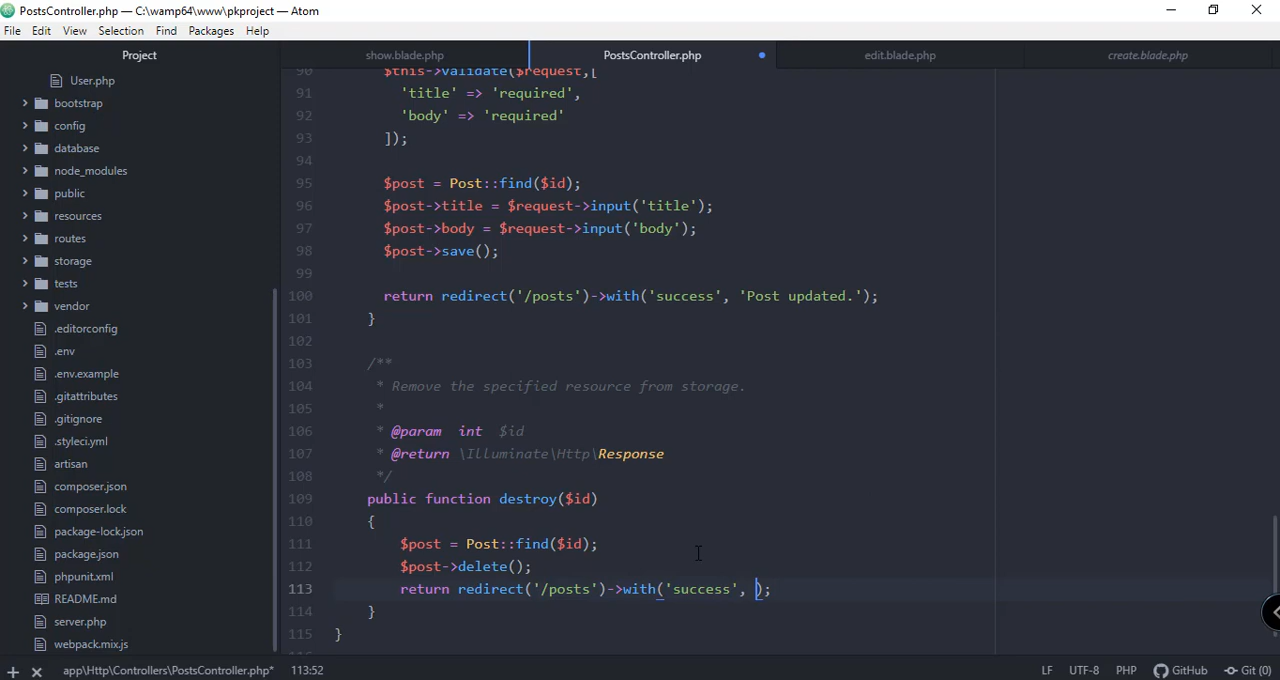 PostsController.php — C:\wamp64\www\pkproject — Atom
File Edit View Selection Find Packages Help
Project show.blade.php PostsController.php edit.blade.php create.blade.php
User.php
bootstrap
config
database
node_modules
public
resources
routes
storage
tests
vendor
.editorconfig
.env
.env.example
.gitattributes
.gitignore
.styleci.yml
artisan
composer.json
composer.lock
package-lock.json
package.json
phpunit.xml
README.md
server.php
webpack.mix.js
90 $this->validate($request,[
91 'title' => 'required',
92 'body' => 'required'
93 ]);
94
95 $post = Post::find($id);
96 $post->title = $request->input('title');
97 $post->body = $request->input('body');
98 $post->save();
99
100 return redirect('/posts')->with('success', 'Post updated.');
101 }
102
103 /**
104 * Remove the specified resource from storage.
105 *
106 * @param int $id
107 * @return \Illuminate\Http\Response
108 */
109 public function destroy($id)
110 {
111 $post = Post::find($id);
112 $post->delete();
113 return redirect('/posts')->with('success', );
114 }
115 }
app\Http\Controllers\PostsController.php* 113:52 LF UTF-8 PHP GitHub Git (0)